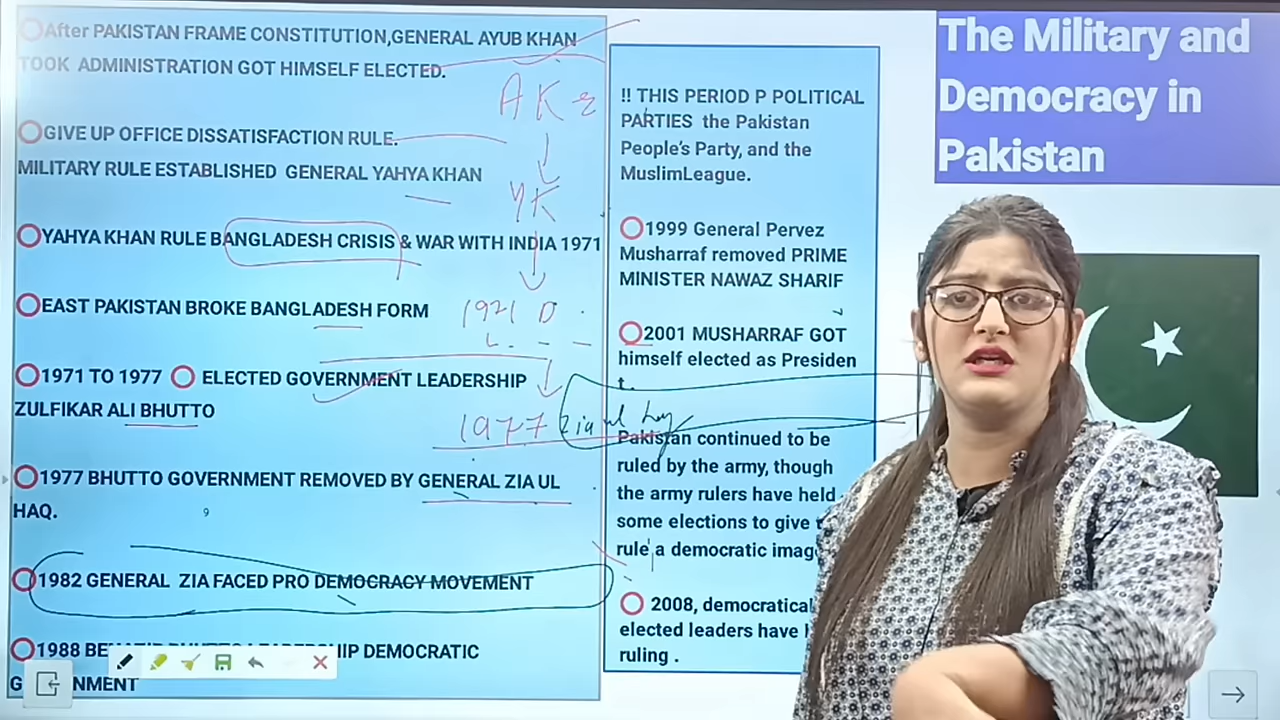 The Military and
Democracy in
Pakistan
After PAKISTAN FRAME CONSTITUTION,GENERAL AYUB KHAN
TOOK ADMINISTRATION GOT HIMSELF ELECTED.
GIVE UP OFFICE DISSATISFACTION RULE.
MILITARY RULE ESTABLISHED GENERAL YAHYA KHAN
YAHYA KHAN RULE BANGLADESH CRISIS & WAR WITH INDIA 1971
EAST PAKISTAN BROKE BANGLADESH FORM
1971 TO 1977 ELECTED GOVERNMENT LEADERSHIP
ZULFIKAR ALI BHUTTO
1977 BHUTTO GOVERNMENT REMOVED BY GENERAL ZIA UL
HAQ.
1982 GENERAL ZIA FACED PRO DEMOCRACY MOVEMENT
1988 DEMOCRATIC
AK
YK
1971
1977 zia ul haq
!! THIS PERIOD P POLITICAL
PARTIES the Pakistan
People's Party, and the
MuslimLeague.
1999 General Pervez
Musharraf removed PRIME
MINISTER NAWAZ SHARIF
2001 MUSHARRAF GOT
himself elected as Presiden
t.
Pakistan continued to be
ruled by the army, though
the army rulers have held
some elections to give
rule a democratic
2008,
elected leaders have
ruling .